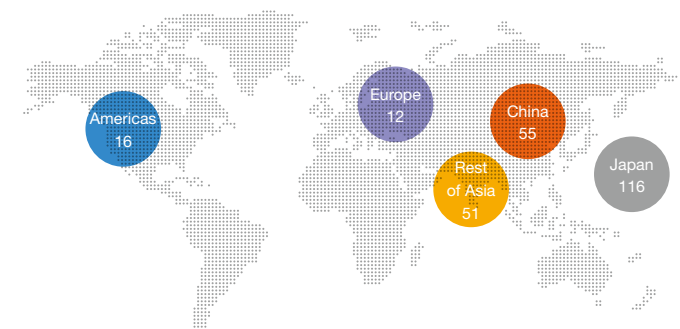 Americas
16
Europe
12
China
55
Rest
of Asia
51
Japan
116